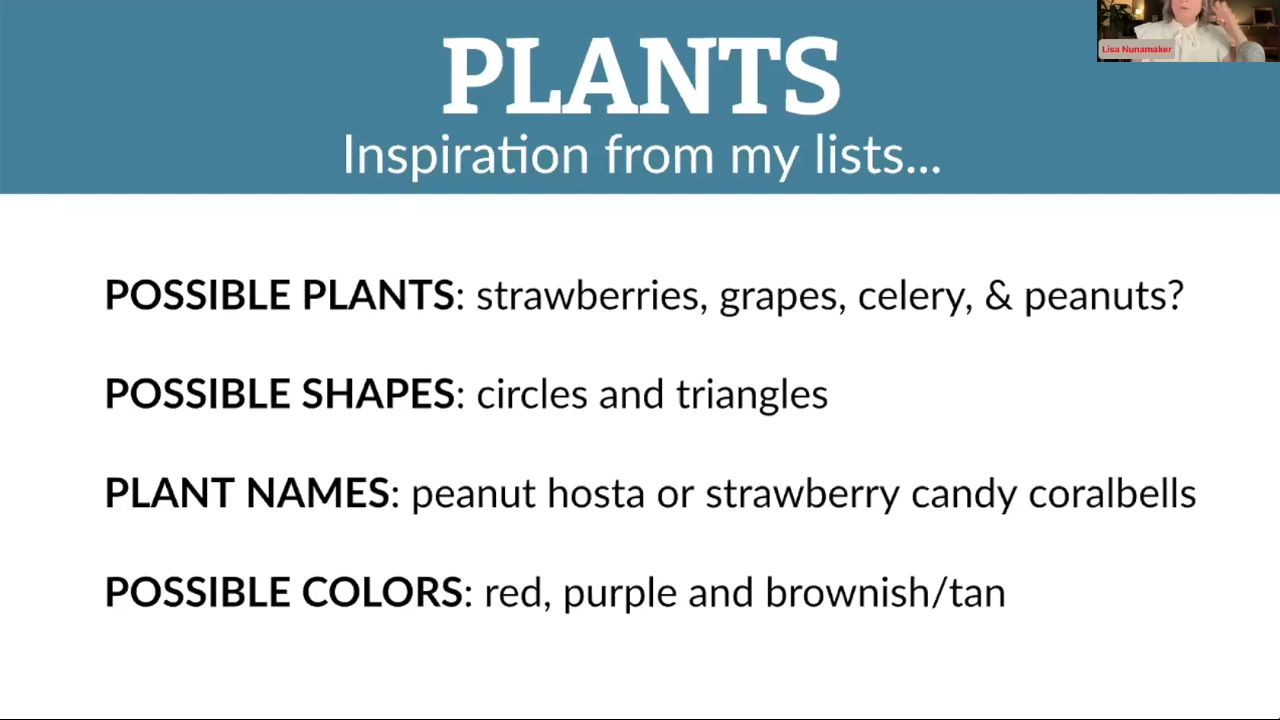 PLANTS
Lisa Nunamaker
Inspiration from my lists...
POSSIBLE PLANTS: strawberries, grapes, celery, & peanuts?
POSSIBLE SHAPES: circles and triangles
PLANT NAMES: peanut hosta or strawberry candy coralbells
POSSIBLE COLORS: red, purple and brownish/tan